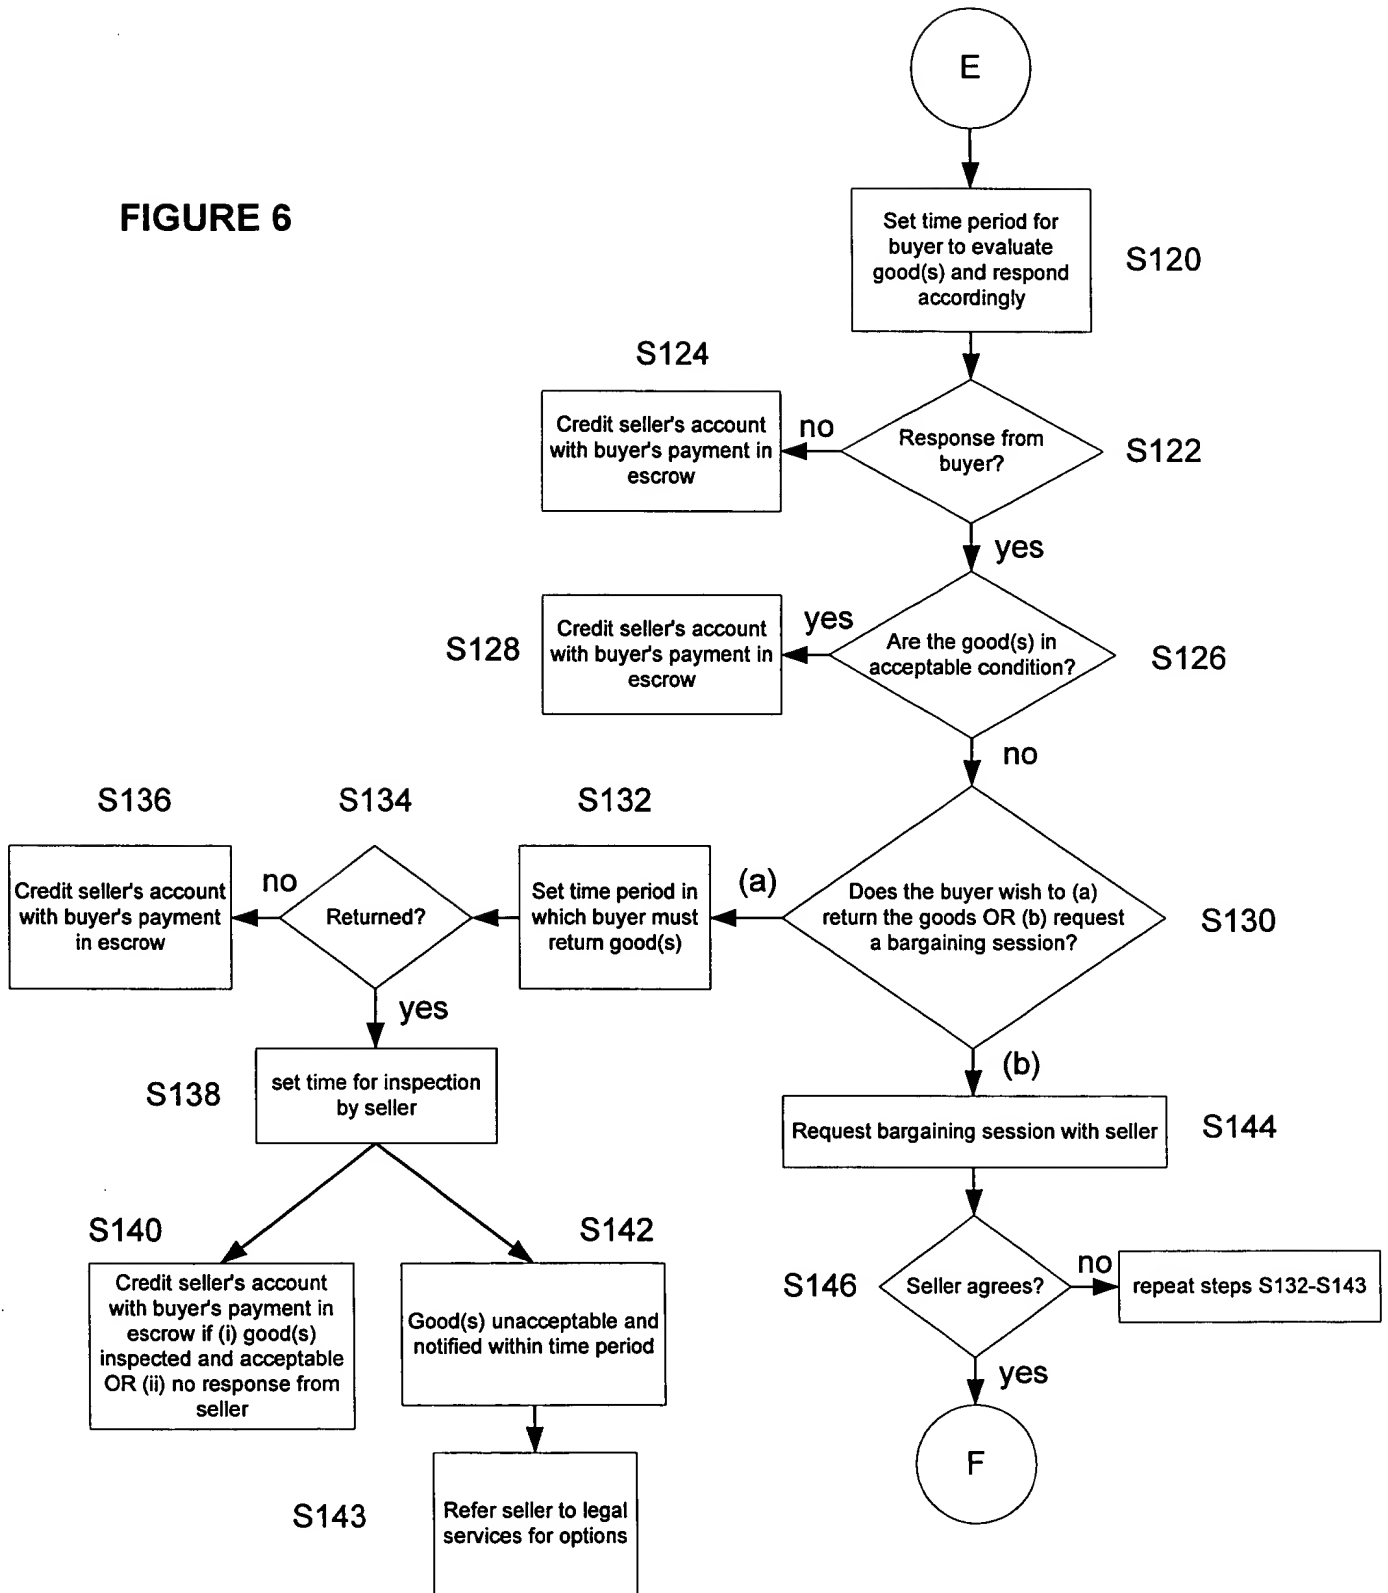 E
FIGURE 6
Set time period for
buyer to evaluate
good(s) and respond
accordingly
S120
S124
Credit seller's account
with buyer's payment in
escrow
no
Response from
buyer?
S122
yes
S128
Credit seller's account
with buyer's payment in
escrow
yes
Are the good(s) in
acceptable condition?
S126
no
S136
S134
S132
Credit seller's account
with buyer's payment
in escrow
no
Returned?
Set time period in
which buyer must
return good(s)
(a)
Does the buyer wish to (a)
return the goods OR (b) request
a bargaining session?
S130
yes
(b)
S138
set time for inspection
by seller
Request bargaining session with seller
S144
S140
S142
Credit seller's account
with buyer's payment in
escrow if (i) good(s)
inspected and acceptable
OR (ii) no response from
seller
Good(s) unacceptable and
notified within time period
S146
Seller agrees?
no
repeat steps S132-S143
yes
F
S143
Refer seller to legal
services for options